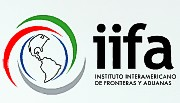 iifa
INSTITUTO INTERAMERICANO
DE FRONTERAS Y ADUANAS